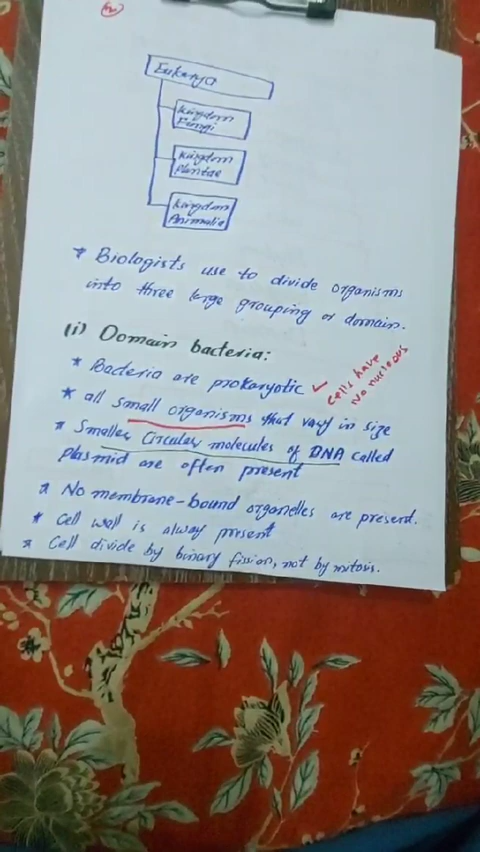 Eukarya
Kingdom
Fungi
Kingdom
Plantae
Kingdom
Animalia
* Biologists use to divide organisms
into three large grouping or domain.
(i) Domain bacteria:
* Bacteria are prokaryotic ✓ cells have
no nucleous
* all small organisms that vary in size
* Smaller Circular molecules of DNA called
plasmid are often present
* No membrane-bound organelles are present.
* Cell wall is alway present
* Cell divide by binary fission, not by mitosis.